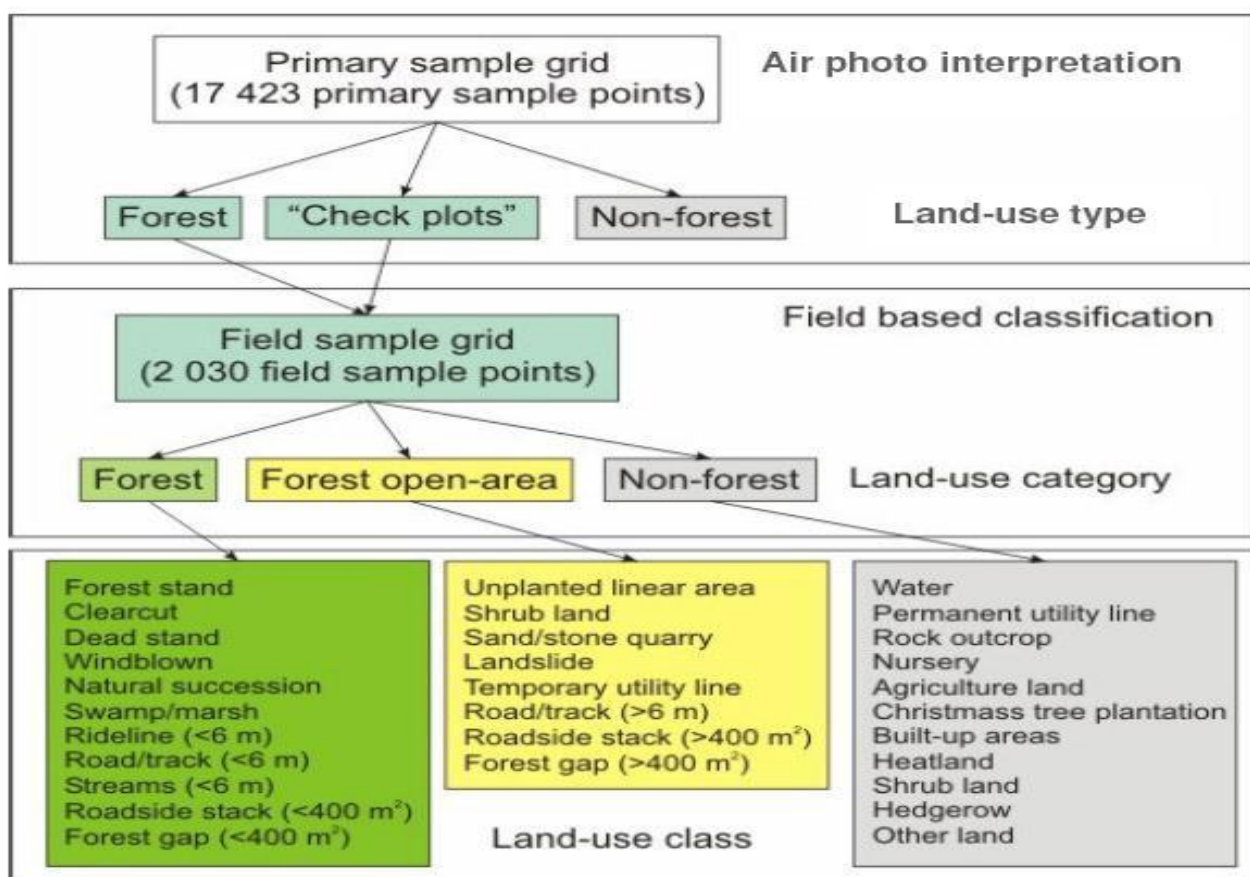 Primary sample grid
(17 423 primary sample points)
Air photo interpretation
Forest
“Check plots”
Non-forest
Land-use type
Field based classification
Field sample grid
(2 030 field sample points)
Forest
Forest open-area
Non-forest
Land-use category
Forest stand
Clearcut
Dead stand
Windblown
Natural succession
Swamp/marsh
Rideline (<6 m)
Road/track (<6 m)
Streams (<6 m)
Roadside stack (<400 m²)
Forest gap (<400 m²)
Unplanted linear area
Shrub land
Sand/stone quarry
Landslide
Temporary utility line
Road/track (>6 m)
Roadside stack (>400 m²)
Forest gap (>400 m²)
Water
Permanent utility line
Rock outcrop
Nursery
Agriculture land
Christmass tree plantation
Built-up areas
Heatland
Shrub land
Hedgerow
Other land
Land-use class